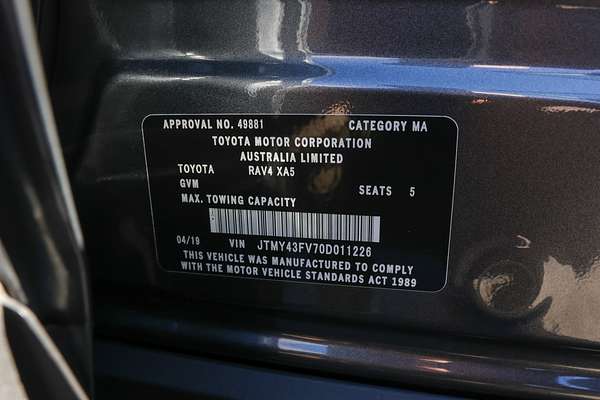 APPROVAL NO. 49881 CATEGORY MA
TOYOTA MOTOR CORPORATION
AUSTRALIA LIMITED
TOYOTA RAV4 XA5
GVM SEATS 5
MAX. TOWING CAPACITY
04/19 VIN JTMY43FV70D011226
THIS VEHICLE WAS MANUFACTURED TO COMPLY
WITH THE MOTOR VEHICLE STANDARDS ACT 1989